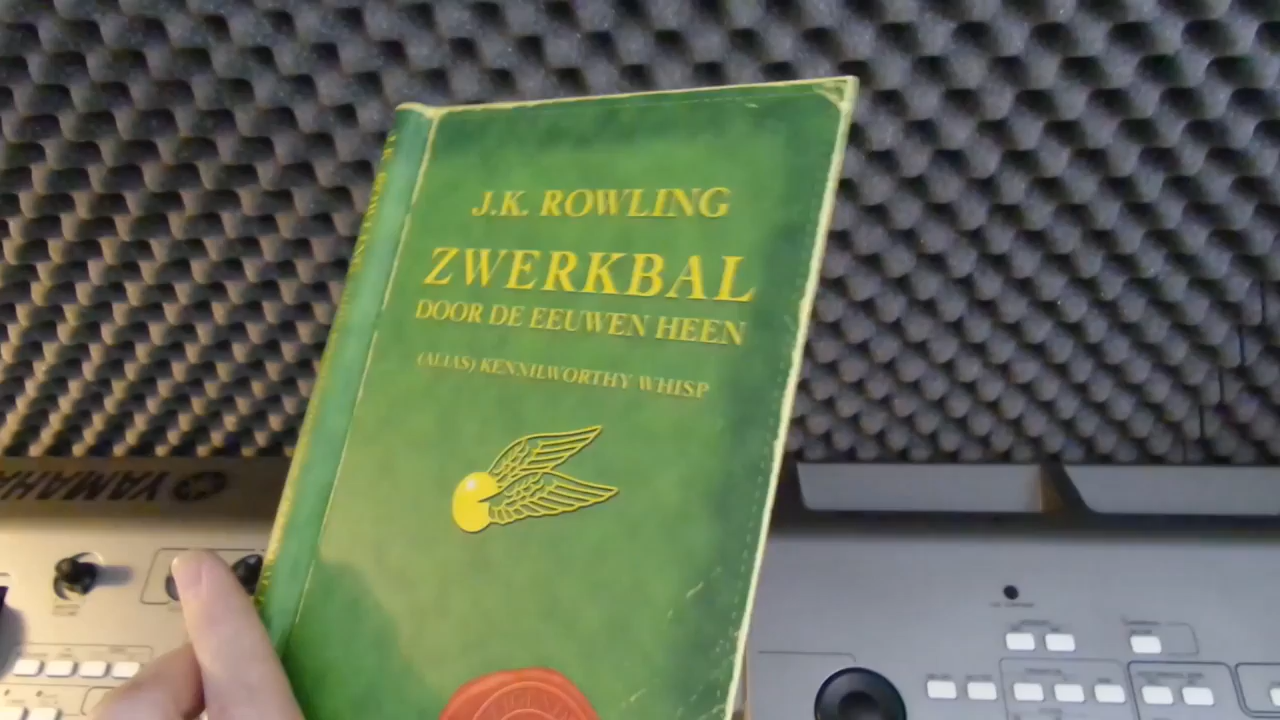 J.K. ROWLING
ZWERKBAL
DOOR DE EEUWEN HEEN
(ALIAS) KENNILWORTHY WHISP
YAMAHA